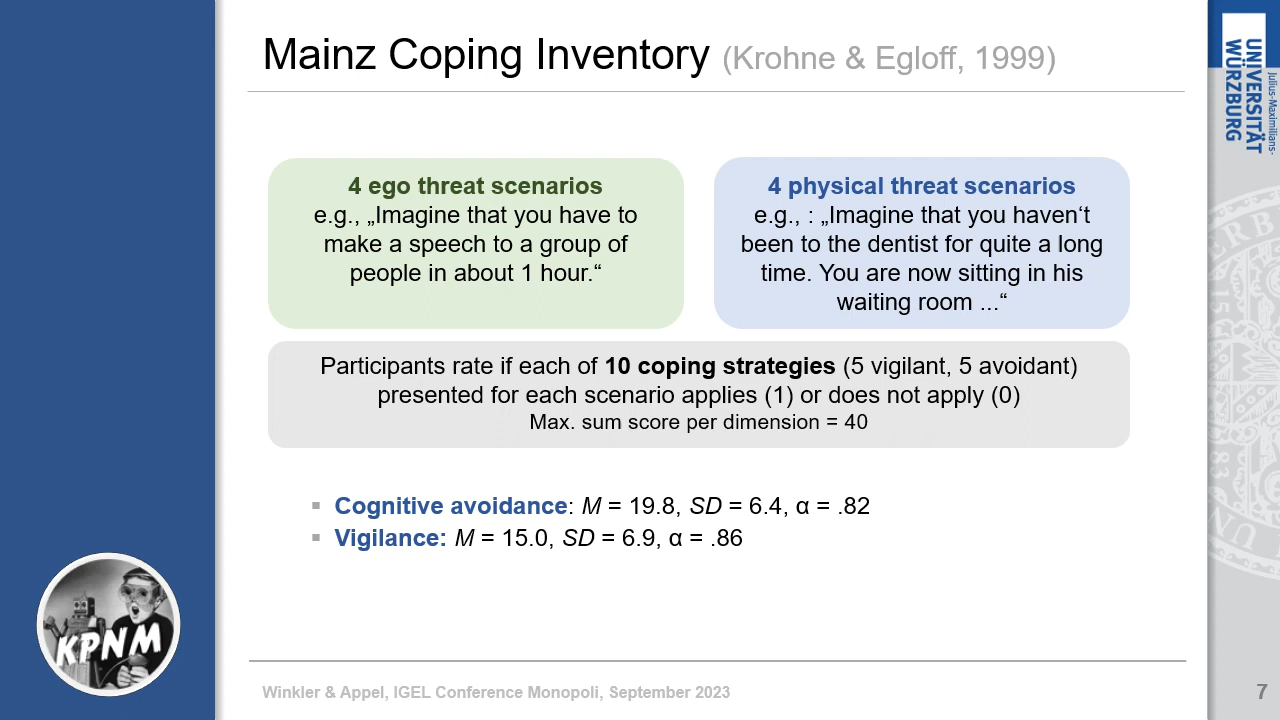 Mainz Coping Inventory (Krohne & Egloff, 1999)
4 ego threat scenarios
e.g., „Imagine that you have to
make a speech to a group of
people in about 1 hour.“
4 physical threat scenarios
e.g., : „Imagine that you haven‘t
been to the dentist for quite a long
time. You are now sitting in his
waiting room ...“
Participants rate if each of 10 coping strategies (5 vigilant, 5 avoidant)
presented for each scenario applies (1) or does not apply (0)
Max. sum score per dimension = 40
▪ Cognitive avoidance: M = 19.8, SD = 6.4, α = .82
▪ Vigilance: M = 15.0, SD = 6.9, α = .86
KPNM
Winkler & Appel, IGEL Conference Monopoli, September 2023
7
Julius-Maximilians-
UNIVERSITÄT
WÜRZBURG